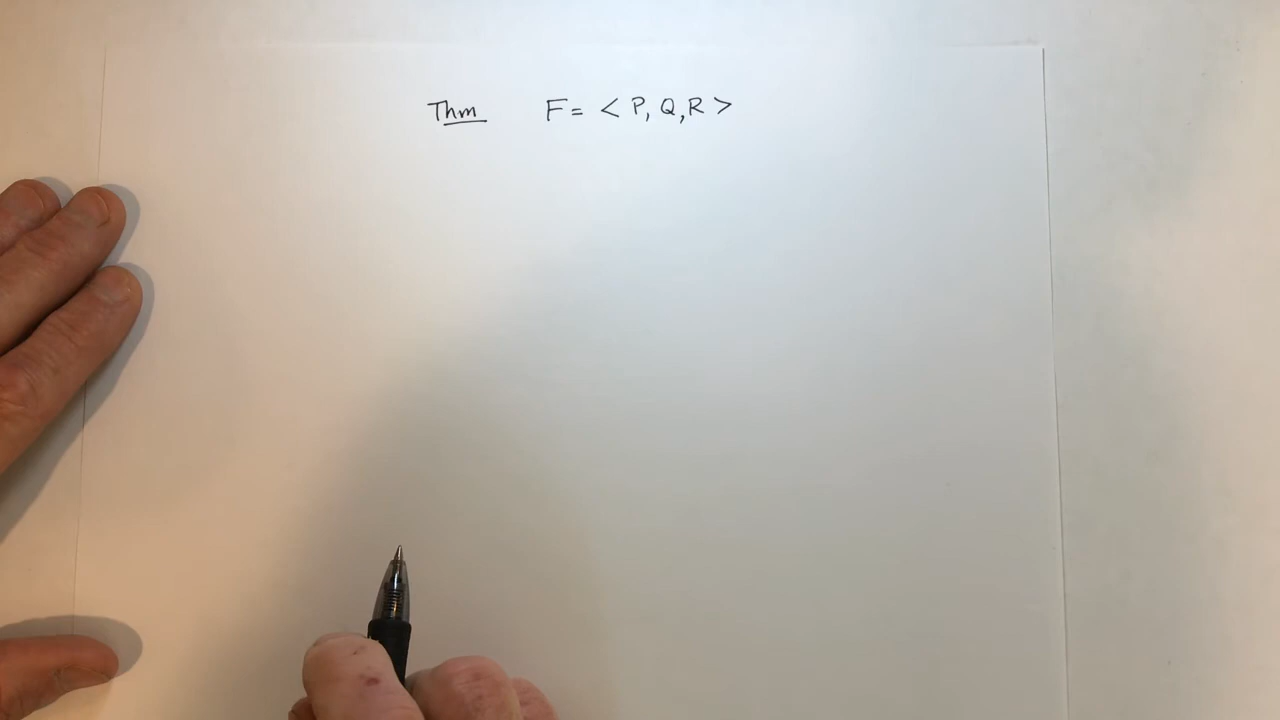 Thm F = < P, Q, R >